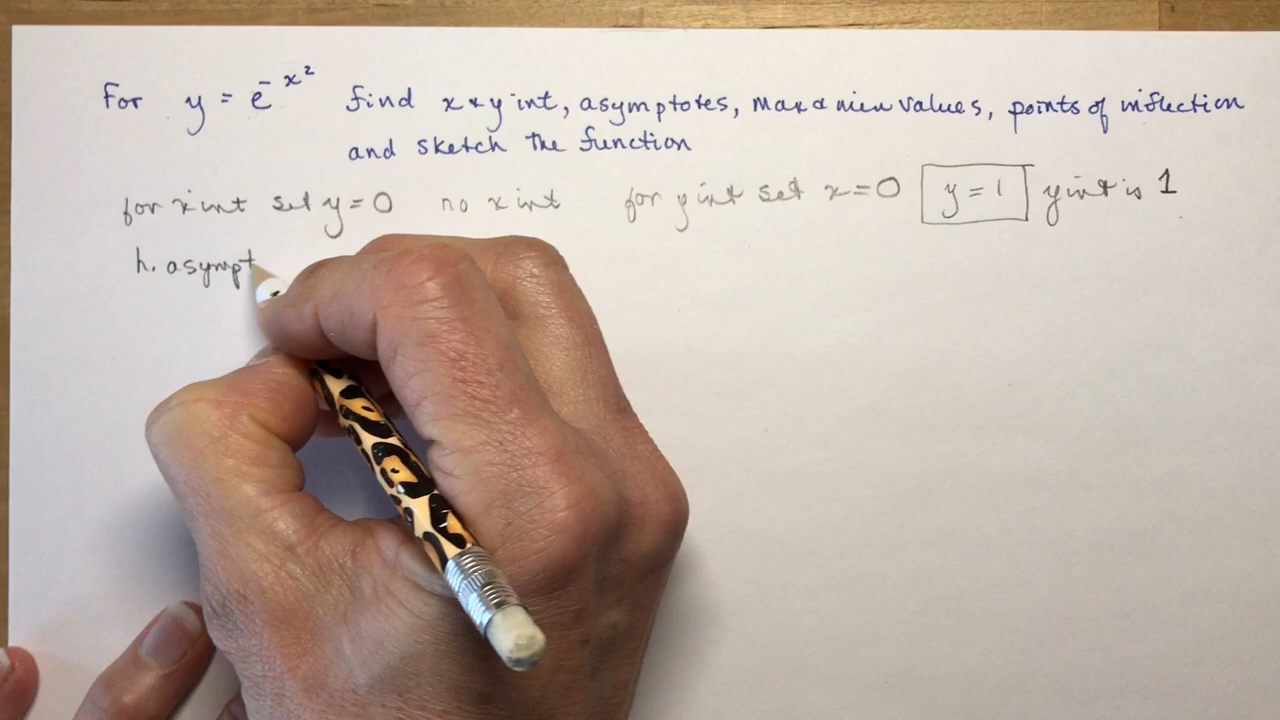 For y = e^-x² find x & y int, asymptotes, max & min values, points of inflection
and sketch the function
for x int set y = 0 no x int for y int set x = 0 y = 1 y int is 1
h. asympt